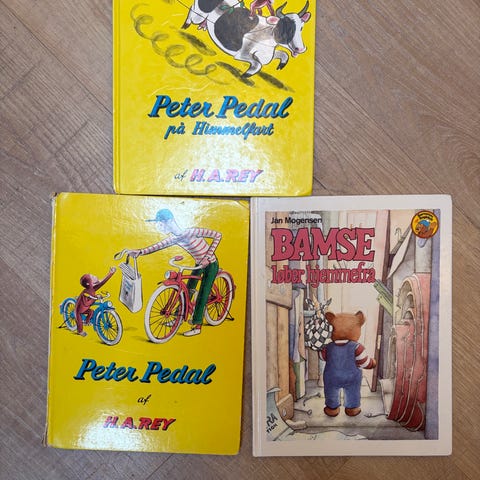 Peter Pedal
på Himmelfart
af H.A.REY
Peter Pedal
af
H.A.REY
Jan Mogensen
BAMSE
løber hjemmefra